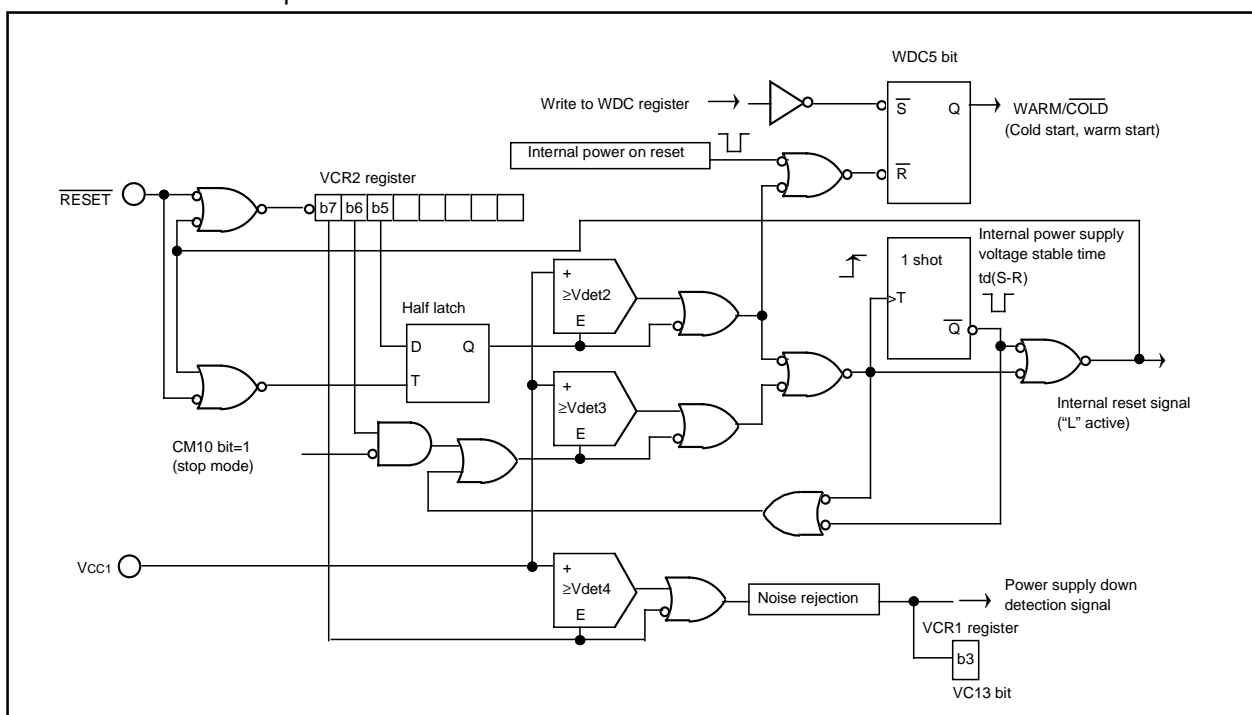 WDC5 bit
Write to WDC register
S
Q
WARM/COLD
(Cold start, warm start)
Internal power on reset
R
RESET
VCR2 register
b7 b6 b5
Internal power supply
voltage stable time
td(S-R)
1 shot
T
Q
+
≥Vdet2
E
Half latch
D Q
T
+
≥Vdet3
E
Internal reset signal
(“L” active)
CM10 bit=1
(stop mode)
VCC1
+
≥Vdet4
E
Noise rejection
Power supply down
detection signal
VCR1 register
b3
VC13 bit